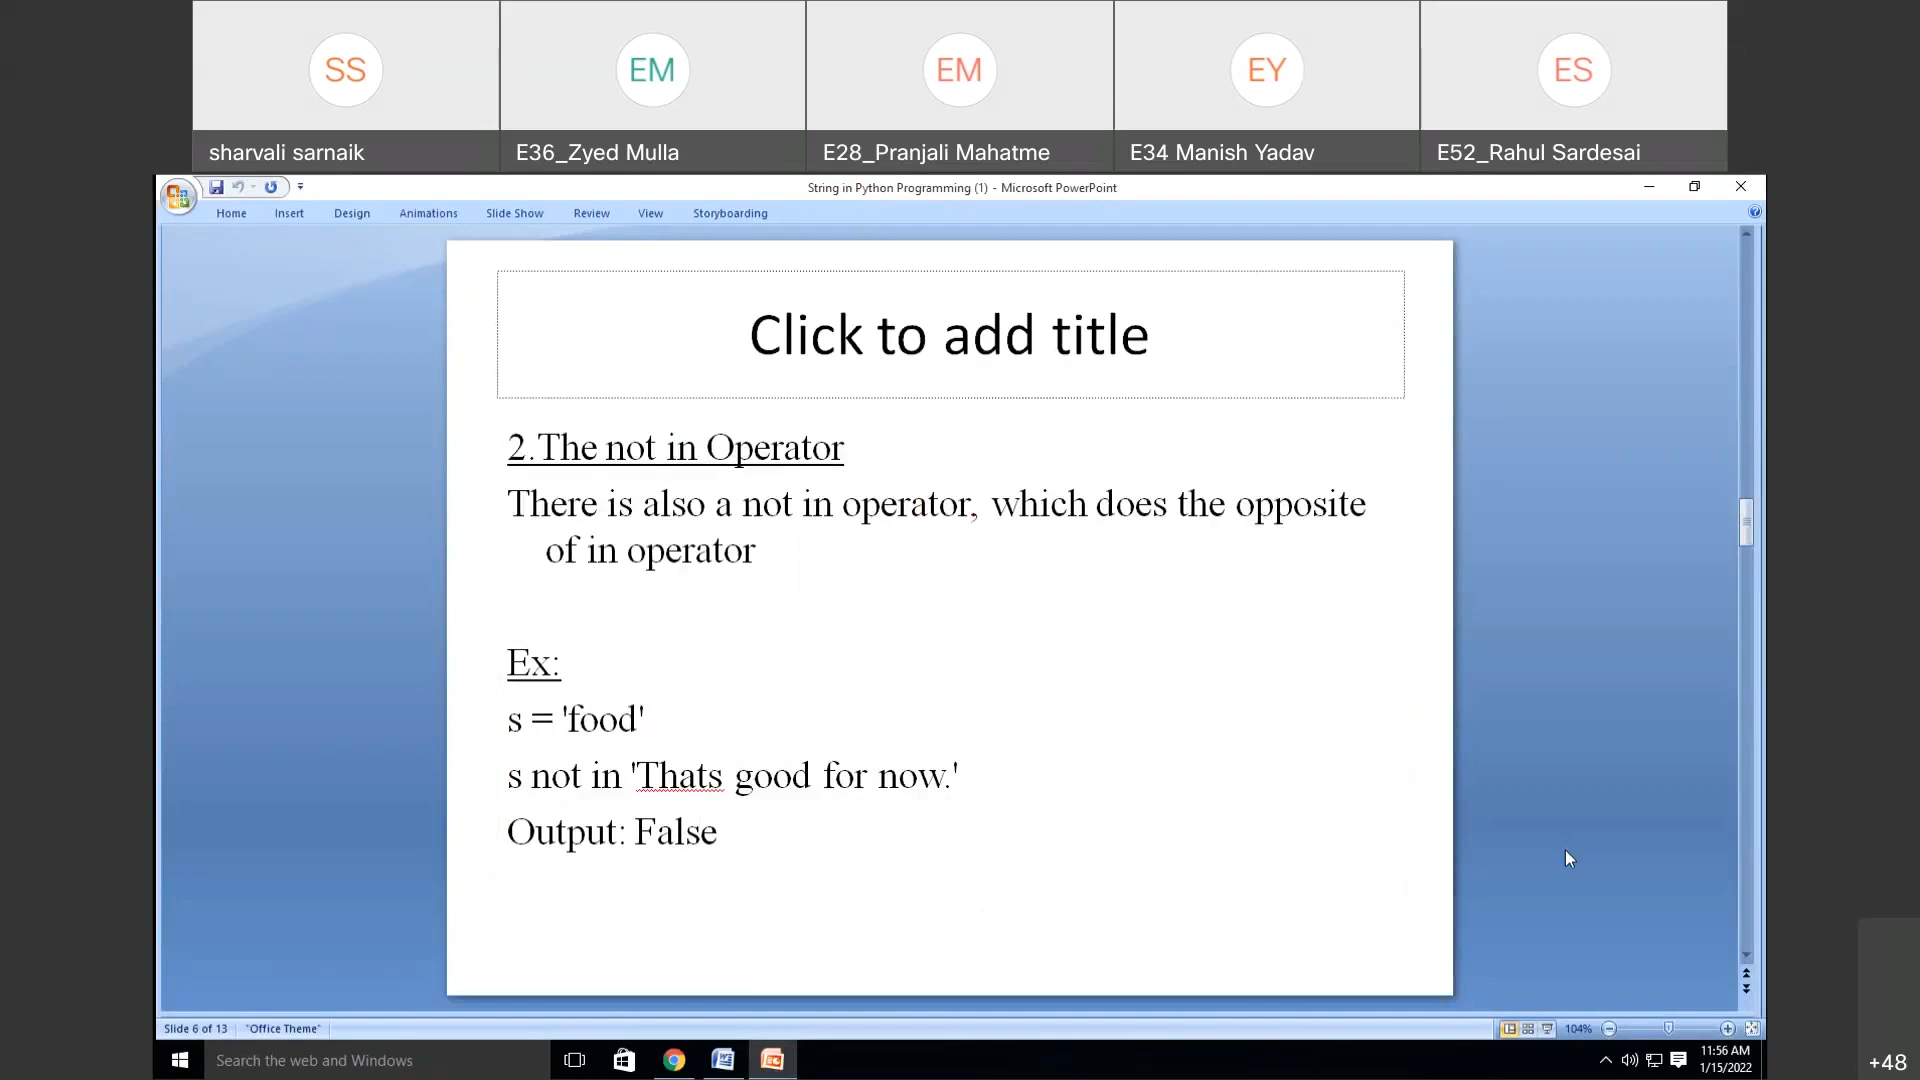 SS
EM
EM
EY
ES
sharvali sarnaik
E36_Zyed Mulla
E28_Pranjali Mahatme
E34 Manish Yadav
E52_Rahul Sardesai
String in Python Programming (1) - Microsoft PowerPoint
Home
Insert
Design
Animations
Slide Show
Review
View
Storyboarding
Click to add title
2.The not in Operator
There is also a not in operator, which does the opposite
of in operator
Ex:
s = 'food'
s not in 'Thats good for now.'
Output: False
Slide 6 of 13
"Office Theme"
104%
Search the web and Windows
11:56 AM
1/15/2022
+48